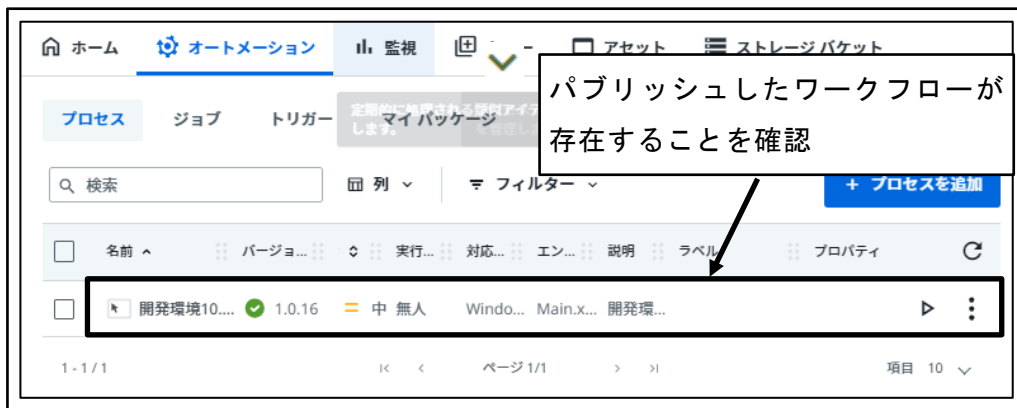 ホーム オートメーション 監視 アセット ストレージ バケット
パブリッシュしたワークフローが
存在することを確認
プロセス ジョブ トリガー マイ パッケージ
検索 列 フィルター + プロセスを追加
名前 バージョ... 実行... 対応... エン... 説明 ラベル プロパティ
開発環境10.... 1.0.16 中 無人 Windo... Main.x... 開発環...
1 - 1 / 1 ページ 1/1 項目 10